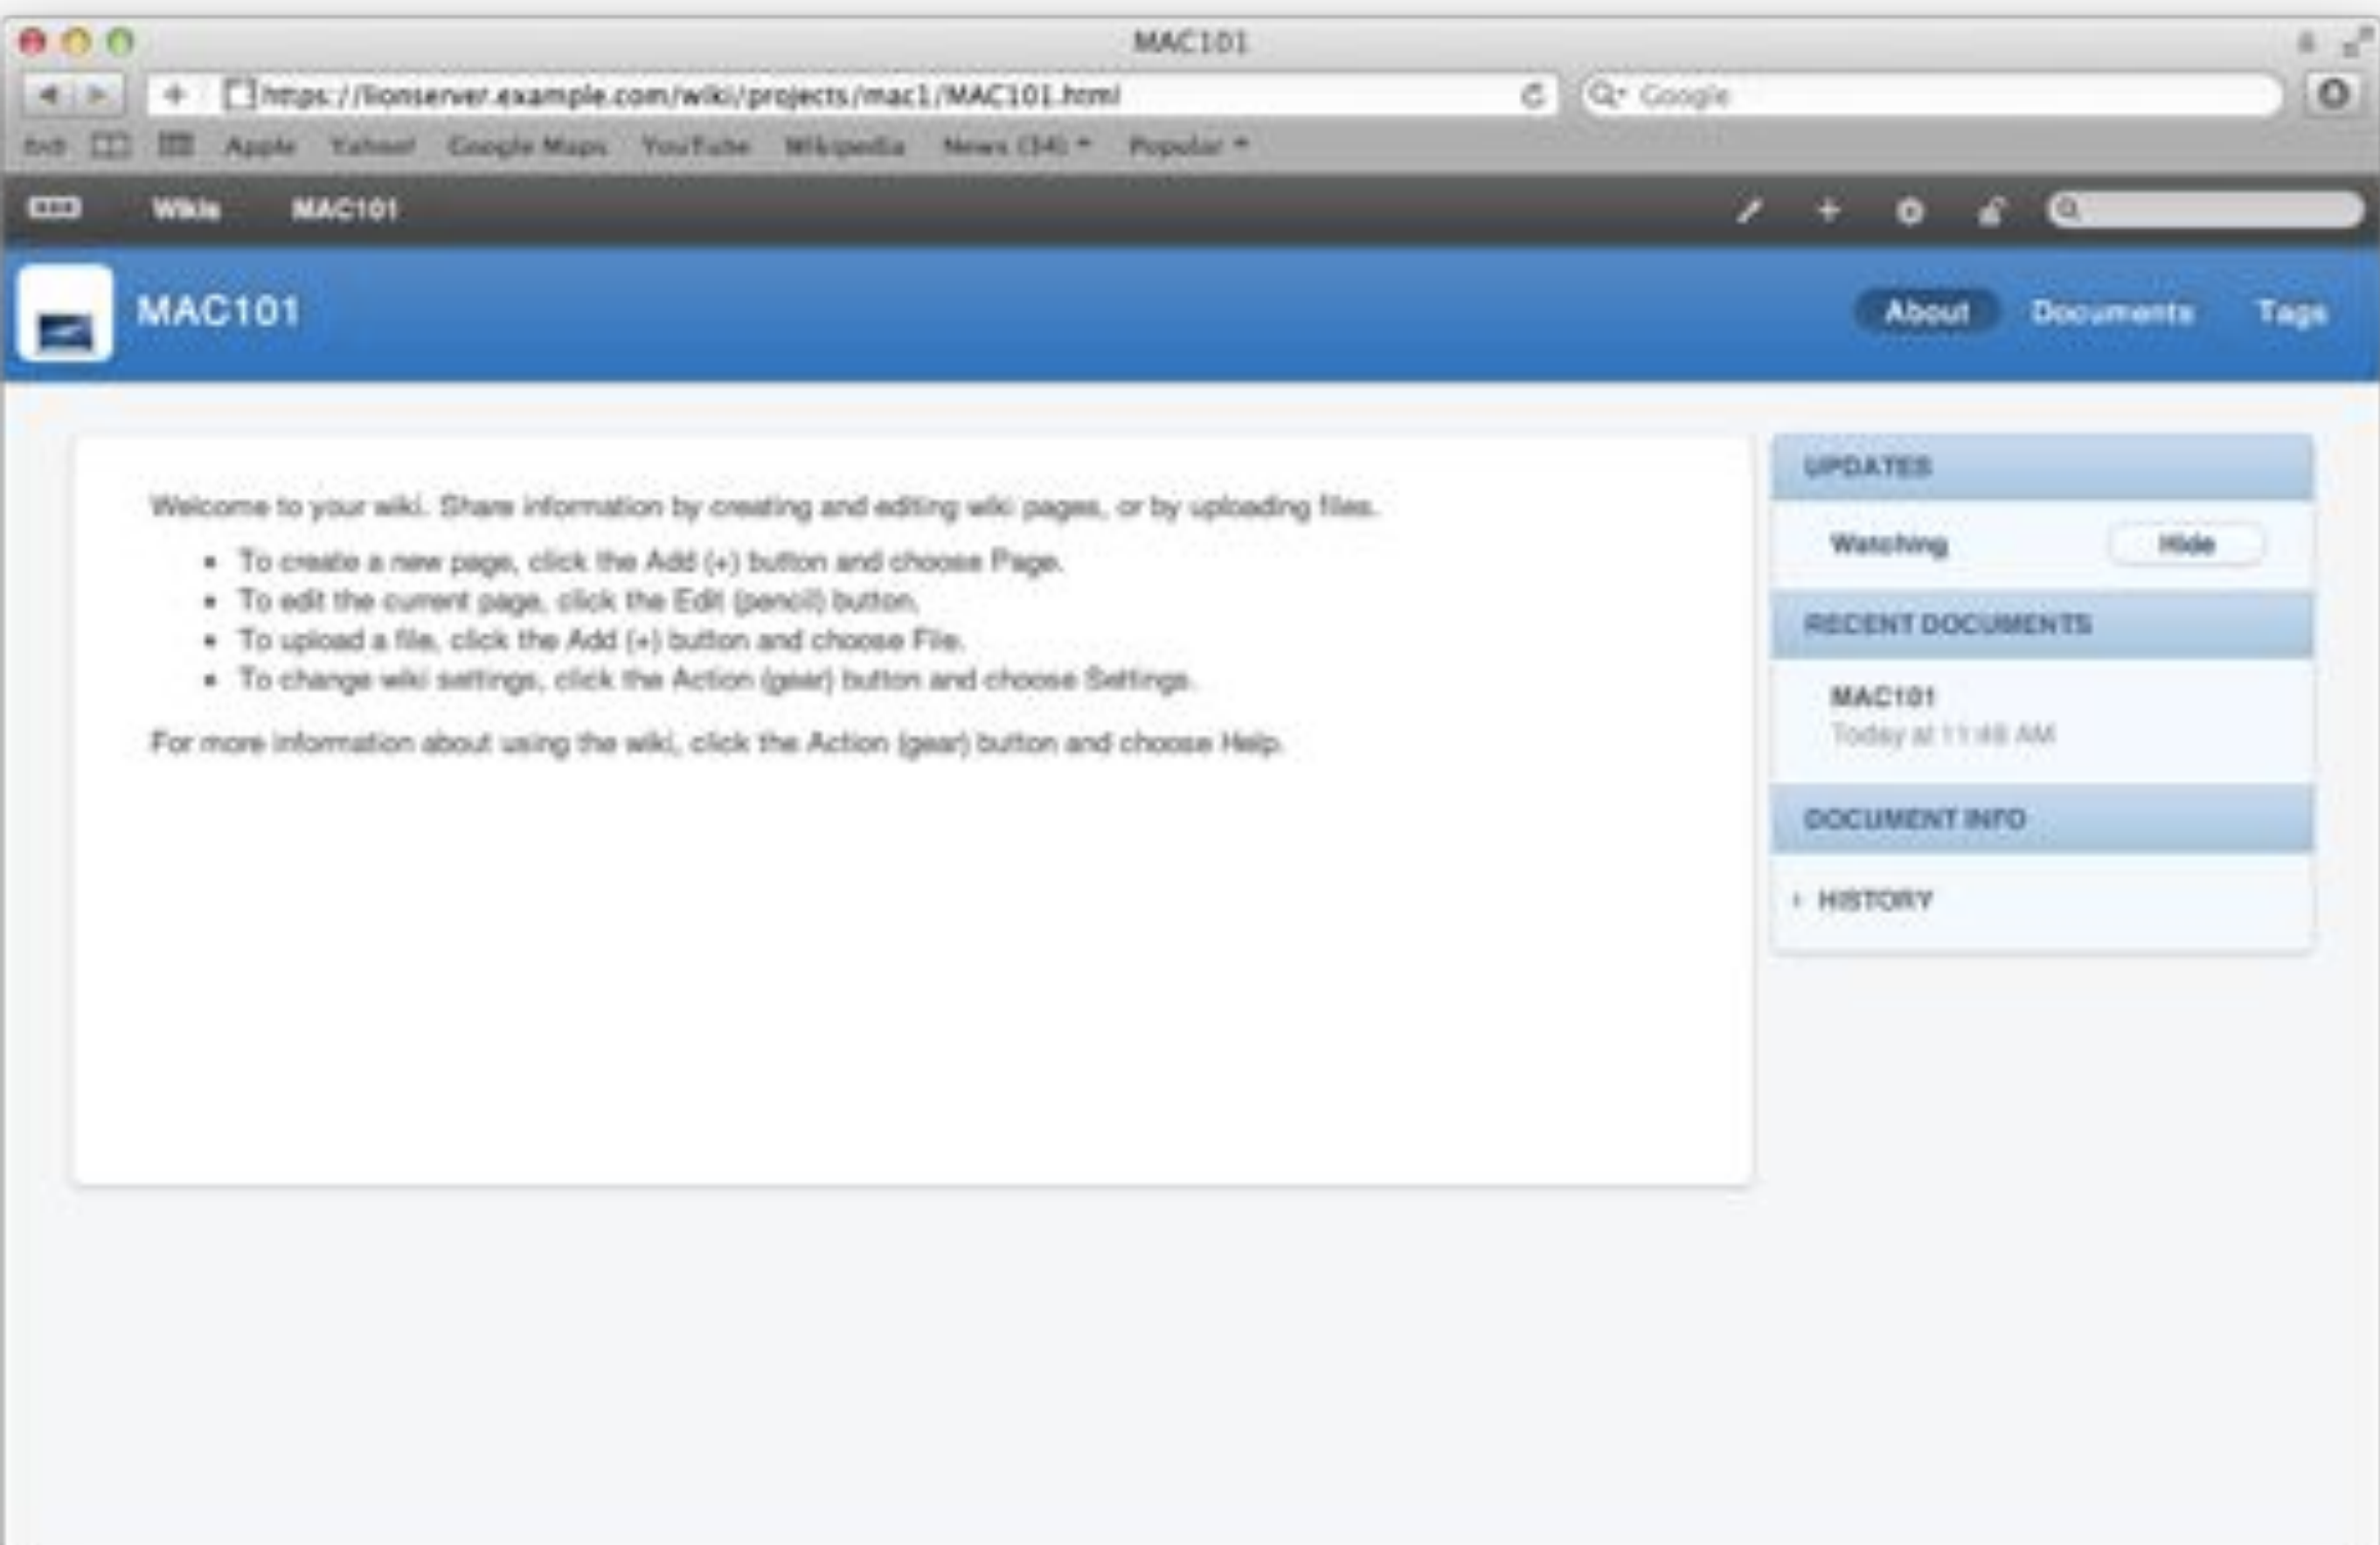 MAC101
https://lionserver.example.com/wiki/projects/mac1/MAC101.html
Google
Apple Yahoo! Google Maps YouTube Wikipedia News (34) Popular
Wikis MAC101
MAC101
About Documents Tags
Welcome to your wiki. Share information by creating and editing wiki pages, or by uploading files.
• To create a new page, click the Add (+) button and choose Page.
• To edit the current page, click the Edit (pencil) button.
• To upload a file, click the Add (+) button and choose File.
• To change wiki settings, click the Action (gear) button and choose Settings.
For more information about using the wiki, click the Action (gear) button and choose Help.
UPDATES
Watching Hide
RECENT DOCUMENTS
MAC101
Today at 11:48 AM
DOCUMENT INFO
HISTORY